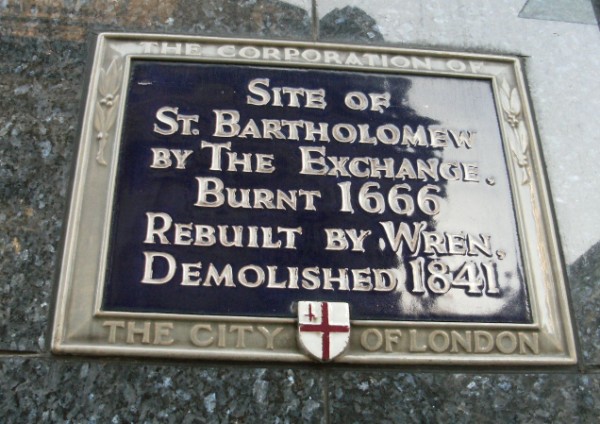 THE CORPORATION OF
SITE OF
ST. BARTHOLOMEW
BY THE EXCHANGE.
BURNT 1666
REBUILT BY WREN.
DEMOLISHED 1841
THE CITY OF LONDON